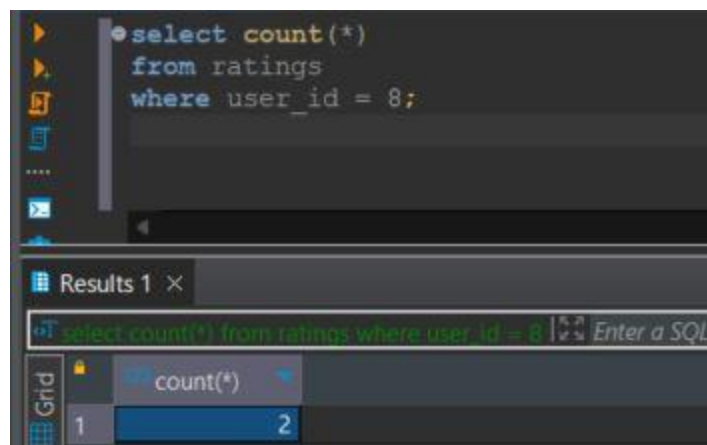 select count(*)
from ratings
where user_id = 8;
Results 1
select count(*) from ratings where user_id = 8
Enter a SQL
Grid
count(*)
1
2